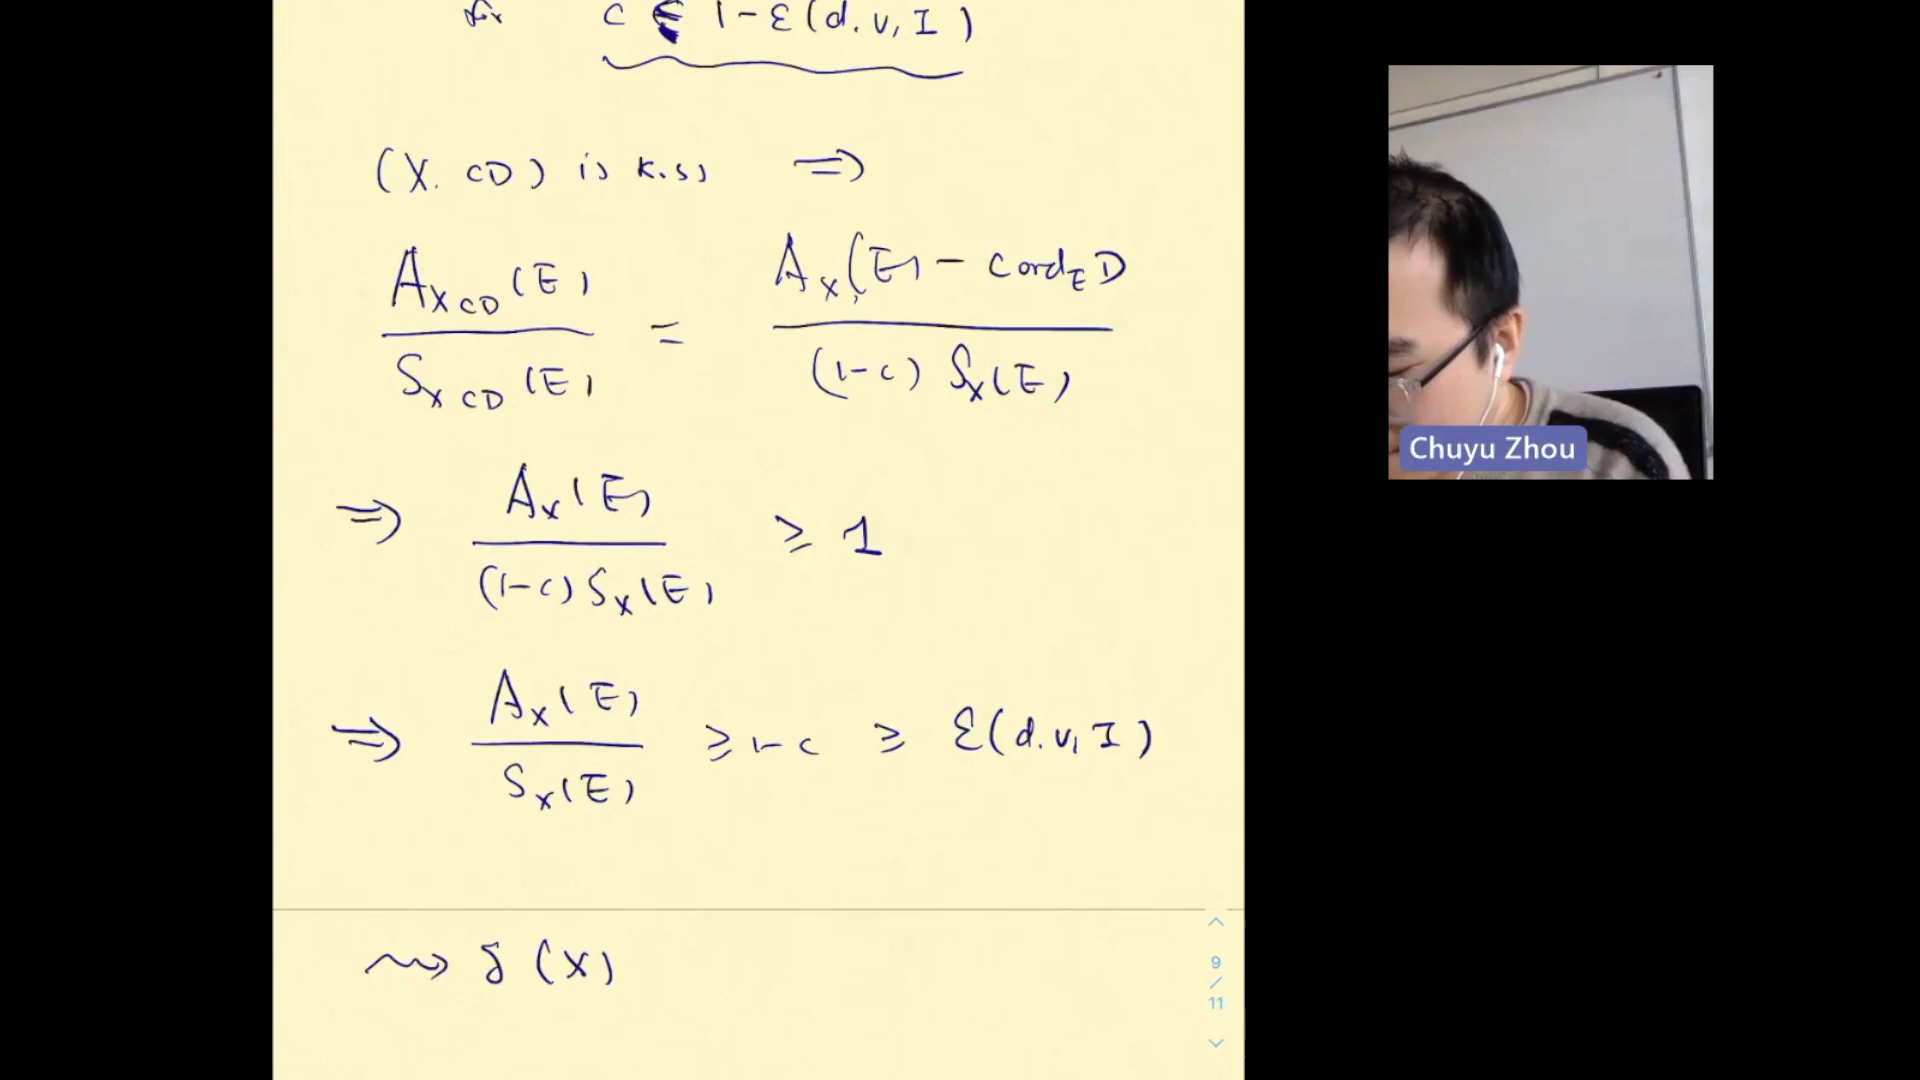 for c ≤ 1 - ε(d, v, I)
(X. cD) is K.ss ⇒
A_{X cD}(E) / S_{X cD}(E) = (A_X(E) - c ord_E D) / ((1-c) S_X(E))
⇒ A_X(E) / ((1-c) S_X(E)) ≥ 1
⇒ A_X(E) / S_X(E) ≥ 1-c ≥ ε(d. v, I)
⇝ δ(X)
Chuyu Zhou
9
/
11